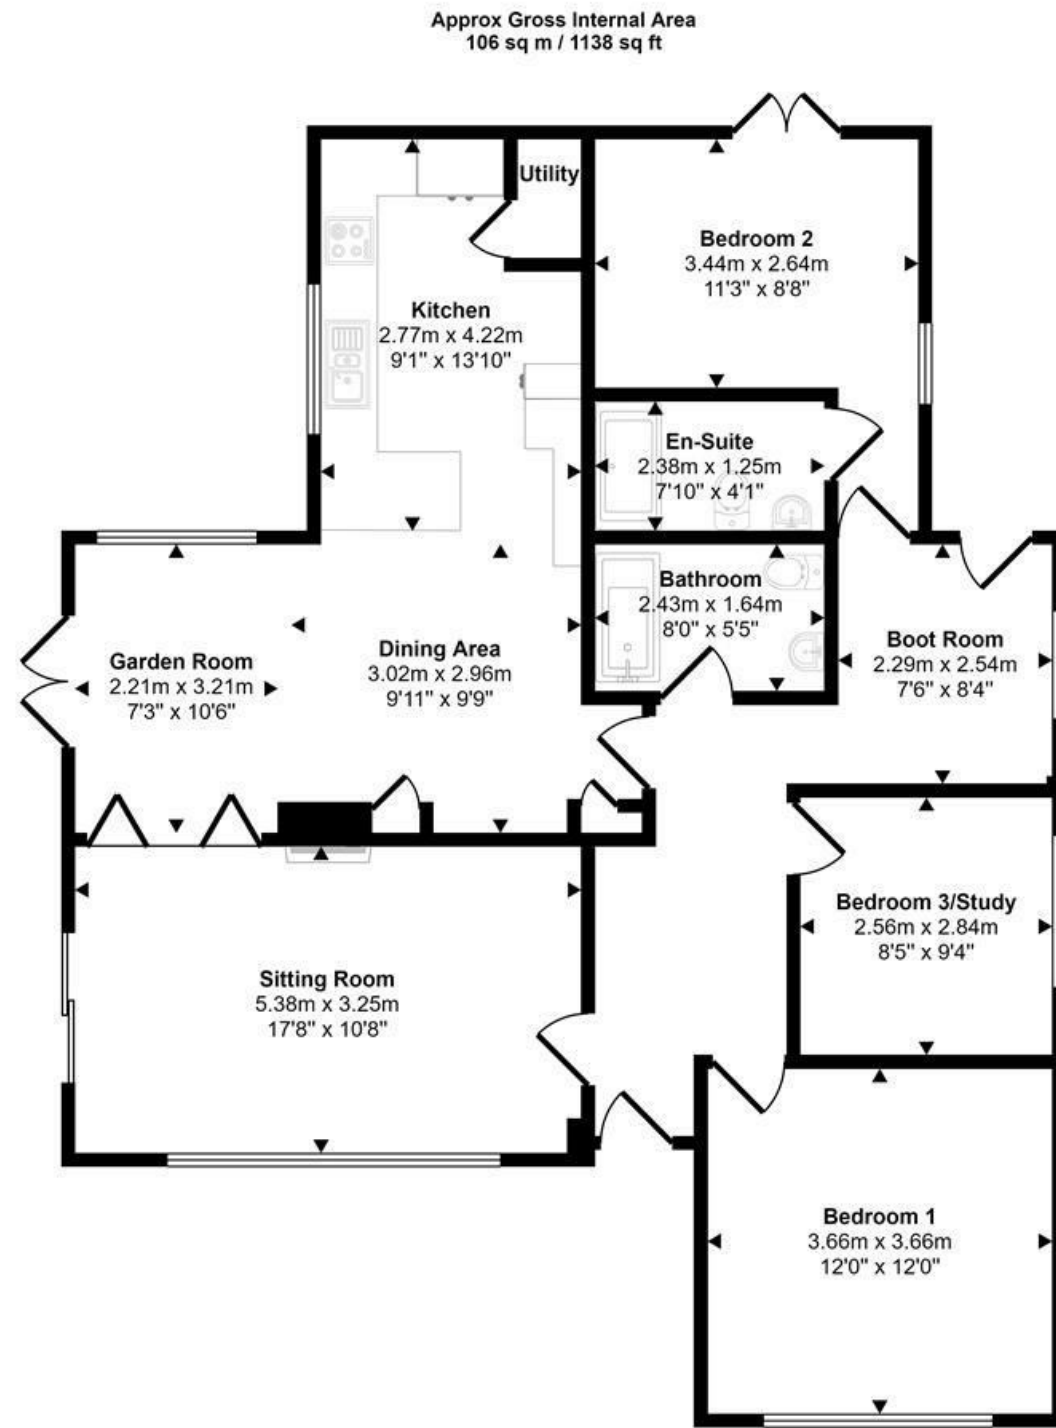 Approx Gross Internal Area
106 sq m / 1138 sq ft
Utility
Bedroom 2
3.44m x 2.64m
11'3" x 8'8"
Kitchen
2.77m x 4.22m
9'1" x 13'10"
En-Suite
2.38m x 1.25m
7'10" x 4'1"
Bathroom
2.43m x 1.64m
8'0" x 5'5"
Boot Room
2.29m x 2.54m
7'6" x 8'4"
Garden Room
2.21m x 3.21m
7'3" x 10'6"
Dining Area
3.02m x 2.96m
9'11" x 9'9"
Bedroom 3/Study
2.56m x 2.84m
8'5" x 9'4"
Sitting Room
5.38m x 3.25m
17'8" x 10'8"
Bedroom 1
3.66m x 3.66m
12'0" x 12'0"